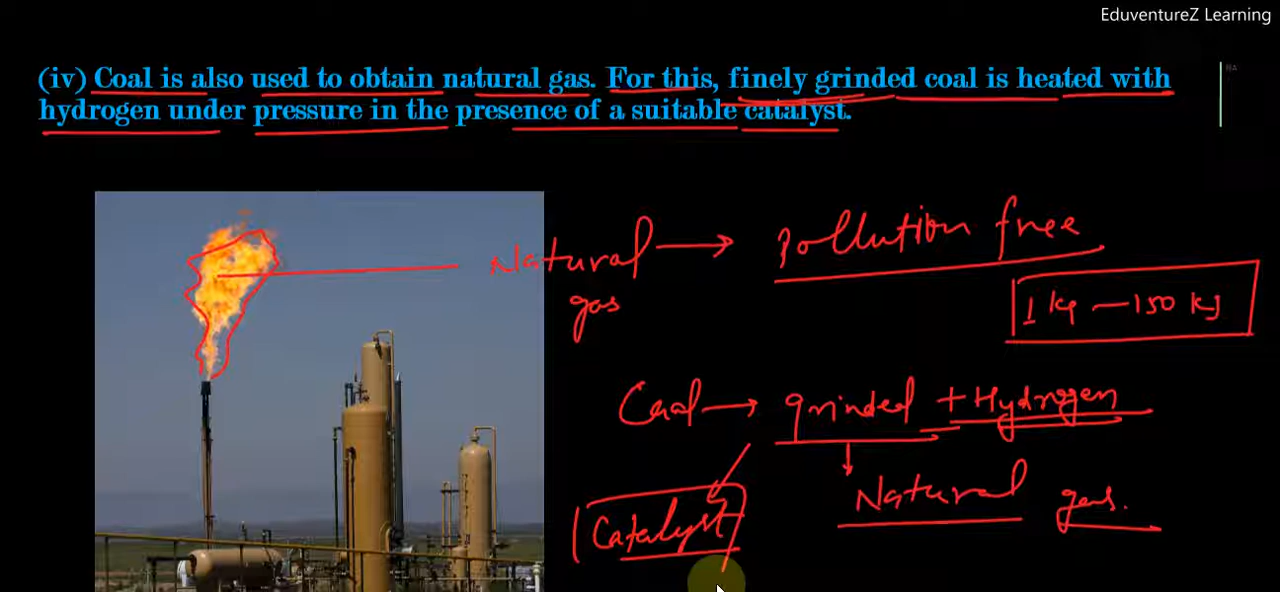 EduventureZ Learning
(iv) Coal is also used to obtain natural gas. For this, finely grinded coal is heated with
hydrogen under pressure in the presence of a suitable catalyst.
Natural → Pollution free
gas
1 Kg — 150 KJ
Coal → grinded + Hydrogen
Natural gas.
Catalyst